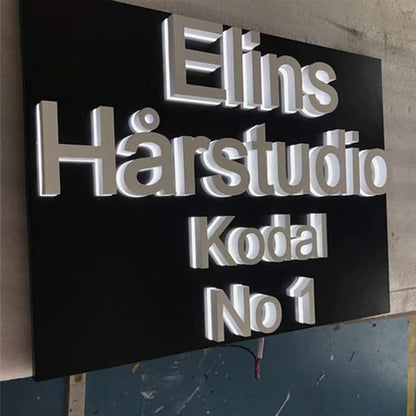 Elins
Hårstudio
Kodal
No 1